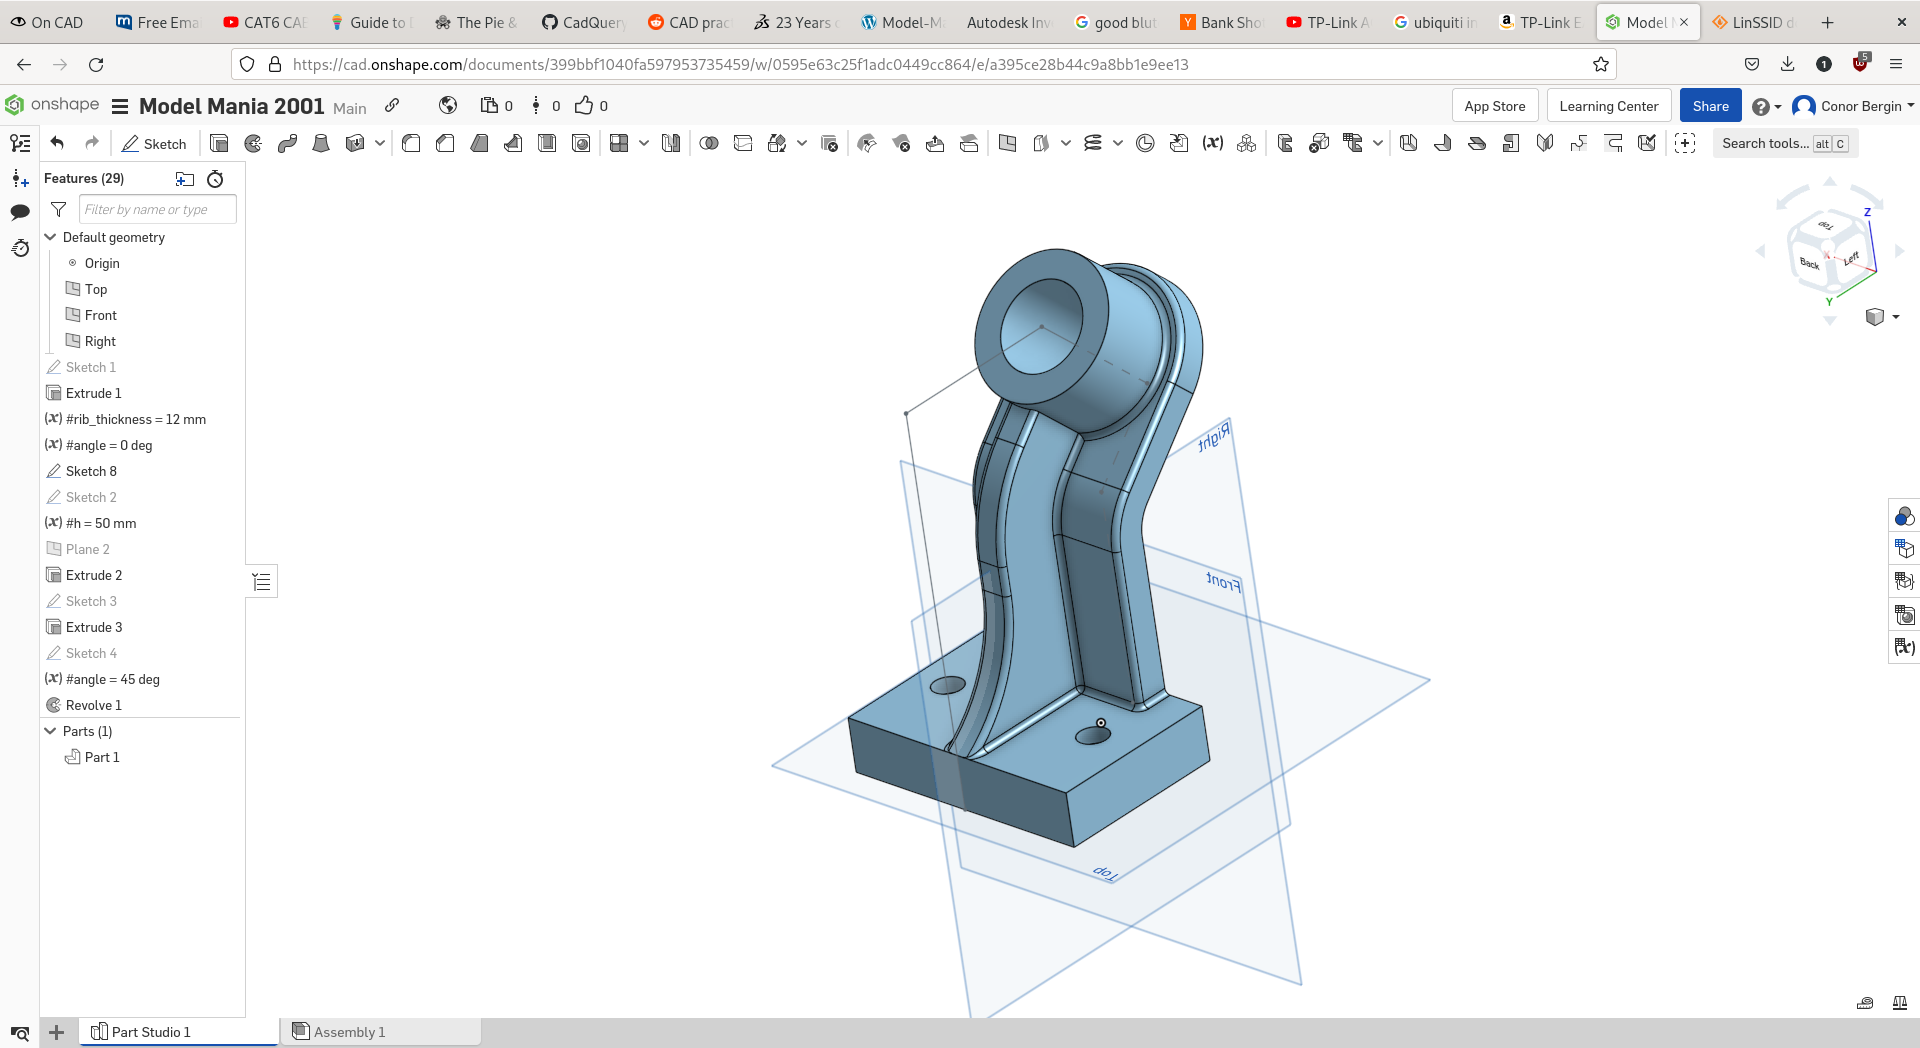 On CAD
Free Ema
CAT6 CAB
Guide to D
The Pie &
CadQuery
CAD prac
23 Years o
Model-Ma
Autodesk Inv
good blut
Bank Sho
TP-Link A
ubiquiti in
TP-Link E
Model M
LinSSID d
https://cad.onshape.com/documents/399bbf1040fa597953735459/w/0595e63c25f1adc0449cc864/e/a395ce28b44c9a8bb1e9ee13
5
1
onshape
Model Mania 2001 Main
0
0
0
App Store
Learning Center
Share
Conor Bergin
Sketch
Search tools... alt C
Features (29)
Filter by name or type
Default geometry
Origin
Top
Front
Right
Sketch 1
Extrude 1
(x) #rib_thickness = 12 mm
(x) #angle = 0 deg
Sketch 8
Sketch 2
(x) #h = 50 mm
Plane 2
Extrude 2
Sketch 3
Extrude 3
Sketch 4
(x) #angle = 45 deg
Revolve 1
Parts (1)
Part 1
Right
Front
Top
Z
Top
Back
X
Left
Y
Part Studio 1
Assembly 1